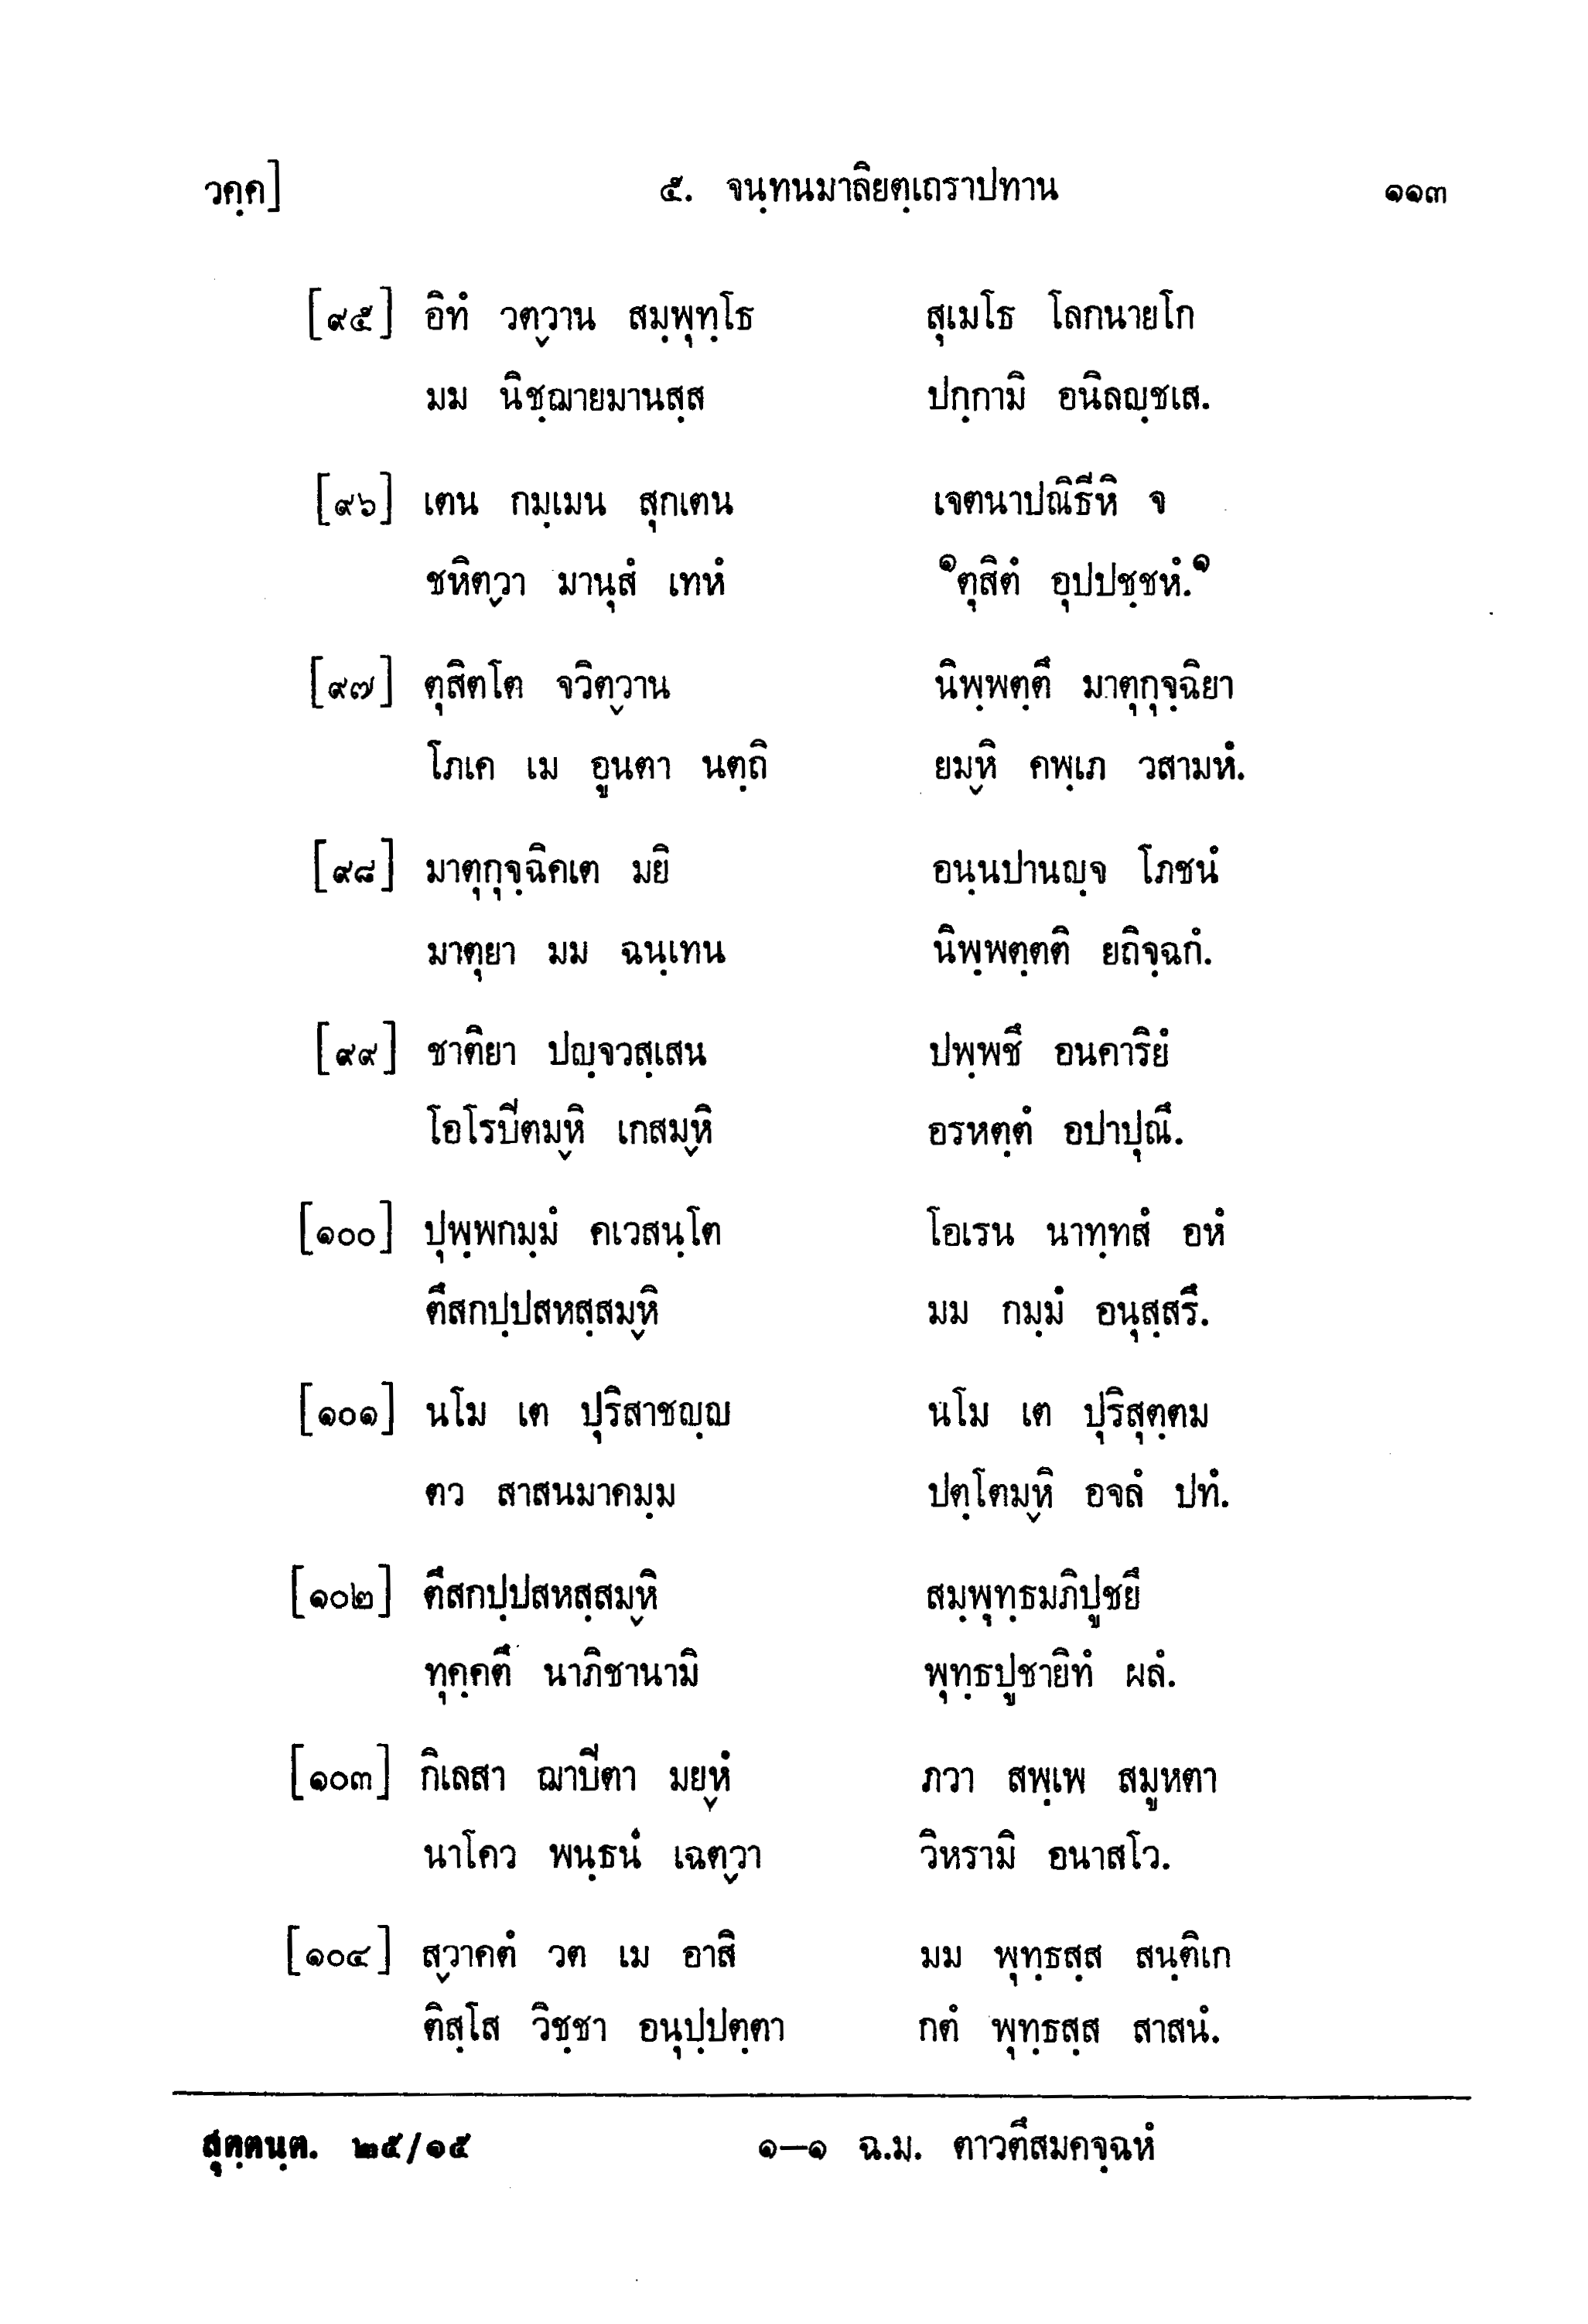 วคฺค] ๕. จนฺทนมาลิยตฺเถราปทาน ๑๑๓
[๙๕] อิทํ วตฺวาน สมฺพุทฺโธ สุเมโธ โลกนายโก
มม นิชฺฌายมานสฺส ปกฺกามิ อนิลญฺชเส.
[๙๖] เตน กมฺเมน สุกเตน เจตนาปณิธีหิ จ
ชหิตฺวา มานุสํ เทหํ ๑ตุสิตํ อุปปชฺชหํ.๑
[๙๗] ตุสิตโต จวิตฺวาน นิพฺพตฺตึ มาตุกุจฺฉิยา
โภเค เม อูนตา นตฺถิ ยมฺหิ คพฺเภ วสามหํ.
[๙๘] มาตุกุจฺฉิคเต มยิ อนฺนปานญฺจ โภชนํ
มาตุยา มม ฉนฺเทน นิพฺพตฺตติ ยถิจฺฉกํ.
[๙๙] ชาติยา ปญฺจวสฺเสน ปพฺพชึ อนคาริยํ
โอโรปิตมฺหิ เกสมฺหิ อรหตฺตํ อปาปุณึ.
[๑๐๐] ปุพฺพกมฺมํ คเวสนฺโต โอเรน นาทฺทสํ อหํ
ตึสกปฺปสหสฺสมฺหิ มม กมฺมํ อนุสฺสรึ.
[๑๐๑] นโม เต ปุริสาชญฺญ นโม เต ปุริสุตฺตม
ตว สาสนมาคมฺม ปตฺโตมฺหิ อจลํ ปทํ.
[๑๐๒] ตึสกปฺปสหสฺสมฺหิ สมฺพุทฺธมภิปูชยึ
ทุคฺคตึ นาภิชานามิ พุทฺธปูชายิทํ ผลํ.
[๑๐๓] กิเลสา ฌาปิตา มยฺหํ ภวา สพฺเพ สมูหตา
นาโคว พนฺธนํ เฉตฺวา วิหรามิ อนาสโว.
[๑๐๔] สฺวาคตํ วต เม อาสิ มม พุทฺธสฺส สนฺติเก
ติสฺโส วิชฺชา อนุปฺปตฺตา กตํ พุทฺธสฺส สาสนํ.
สุตฺตนฺต. ๒๕/๑๕ ๑—๑ ฉ.ม. ตาวตึสมคจฺฉหํ